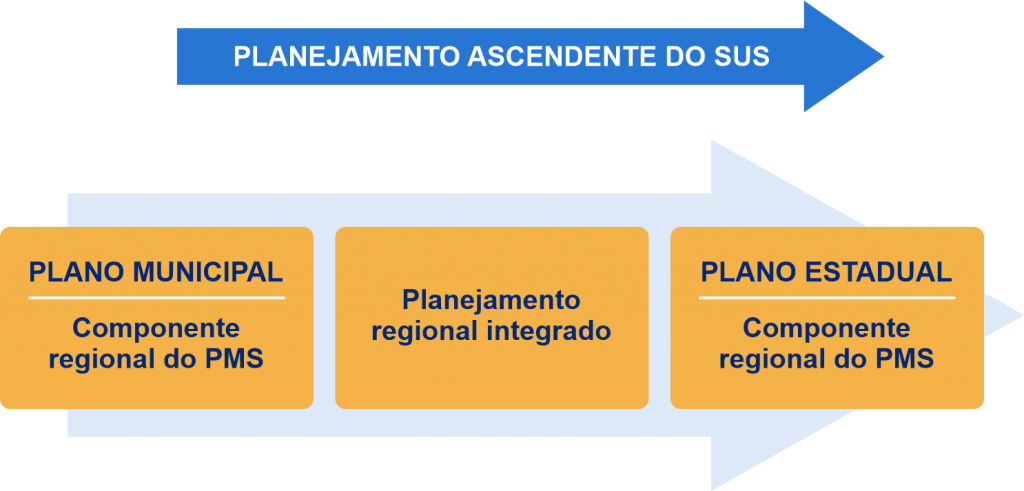 PLANEJAMENTO ASCENDENTE DO SUS
PLANO MUNICIPAL
Componente
regional do PMS
Planejamento
regional integrado
PLANO ESTADUAL
Componente
regional do PMS